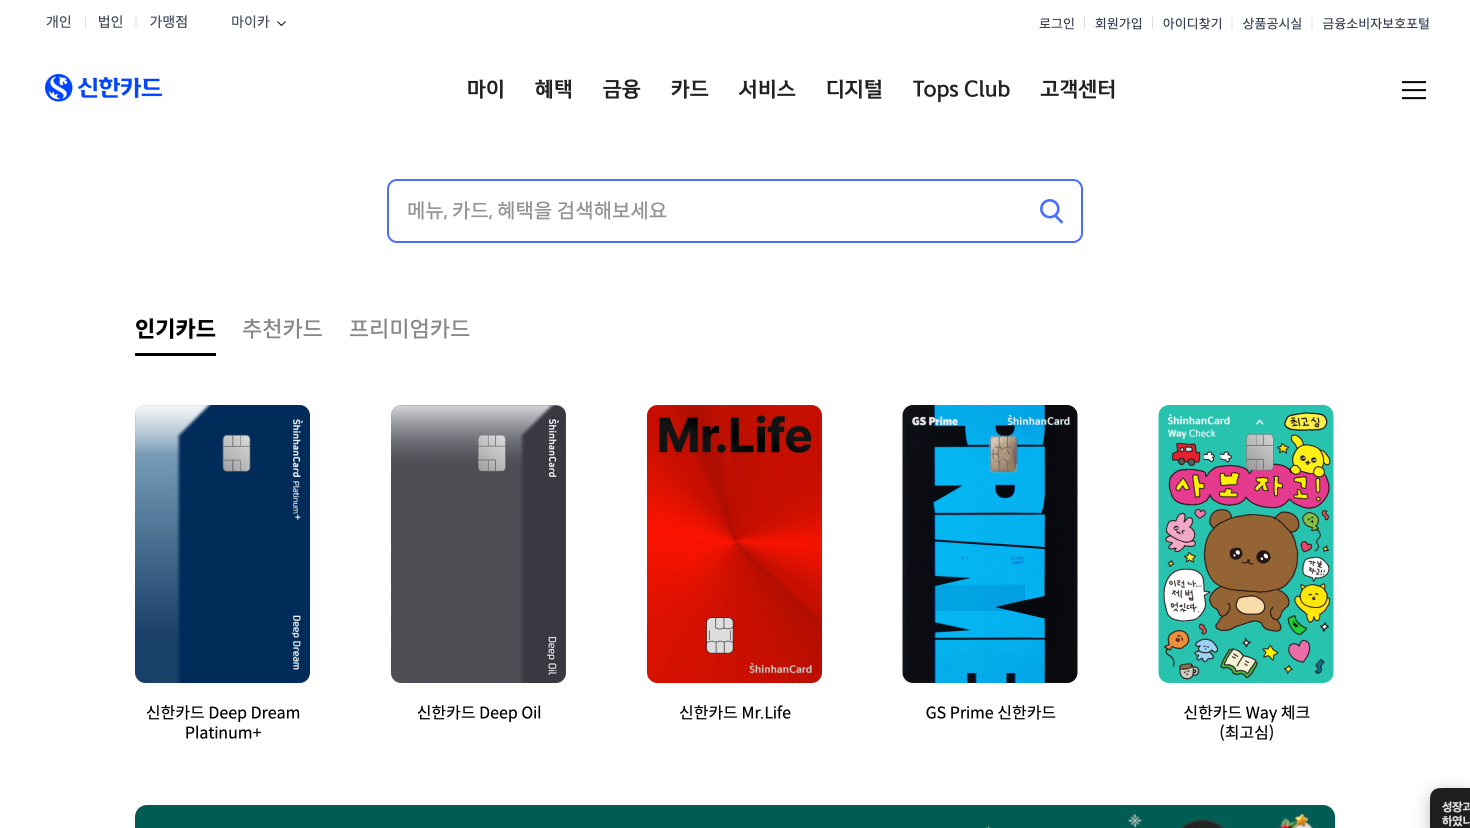 개인 법인 가맹점 마이카
로그인 회원가입 아이디찾기 상품공시실 금융소비자보호포털
신한카드
마이 혜택 금융 카드 서비스 디지털 Tops Club 고객센터
메뉴, 카드, 혜택을 검색해보세요
인기카드 추천카드 프리미엄카드
ShinhanCard Platinum+
Deep Dream
ShinhanCard
Deep Oil
Mr.Life
ShinhanCard
GS Prime ShinhanCard
PRIME
ShinhanCard
Way Check
최고심
사보자고!
가보
자고!!
이런 나...
제법
멋있다.
신한카드 Deep Dream
Platinum+
신한카드 Deep Oil
신한카드 Mr.Life
GS Prime 신한카드
신한카드 Way 체크
(최고심)
성장과
하였나